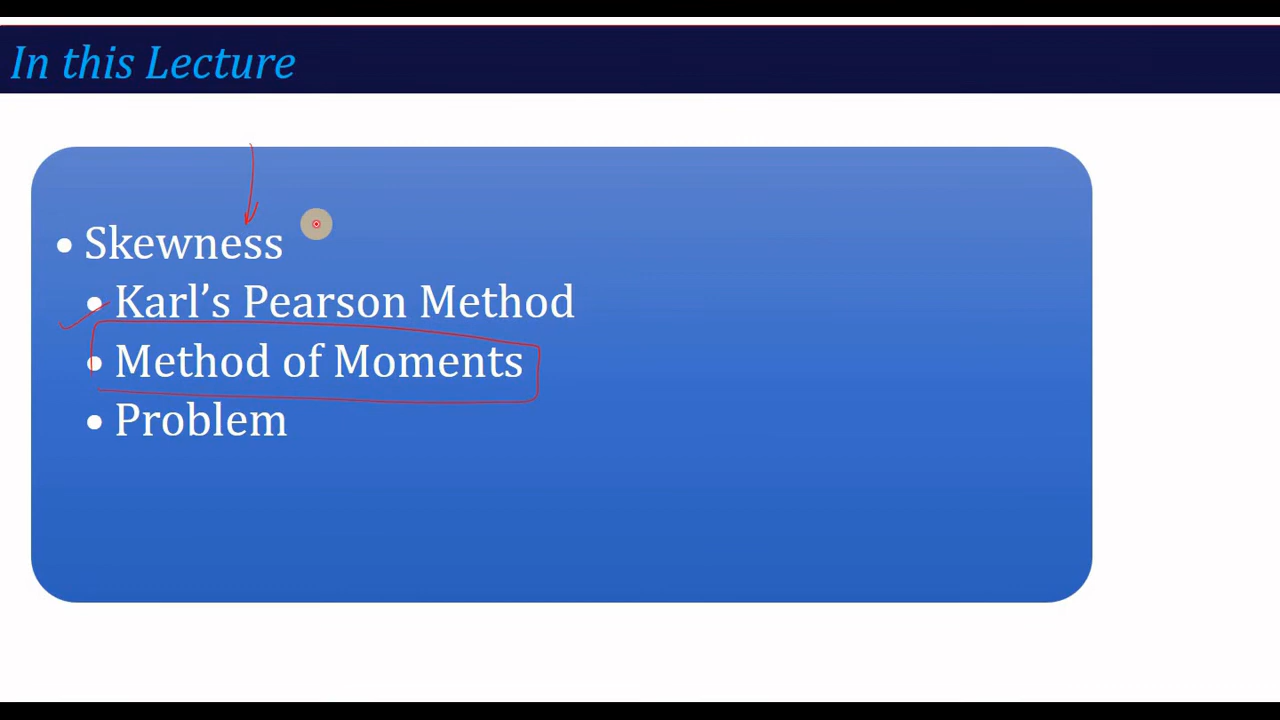 In this Lecture
• Skewness
• Karl’s Pearson Method
• Method of Moments
• Problem